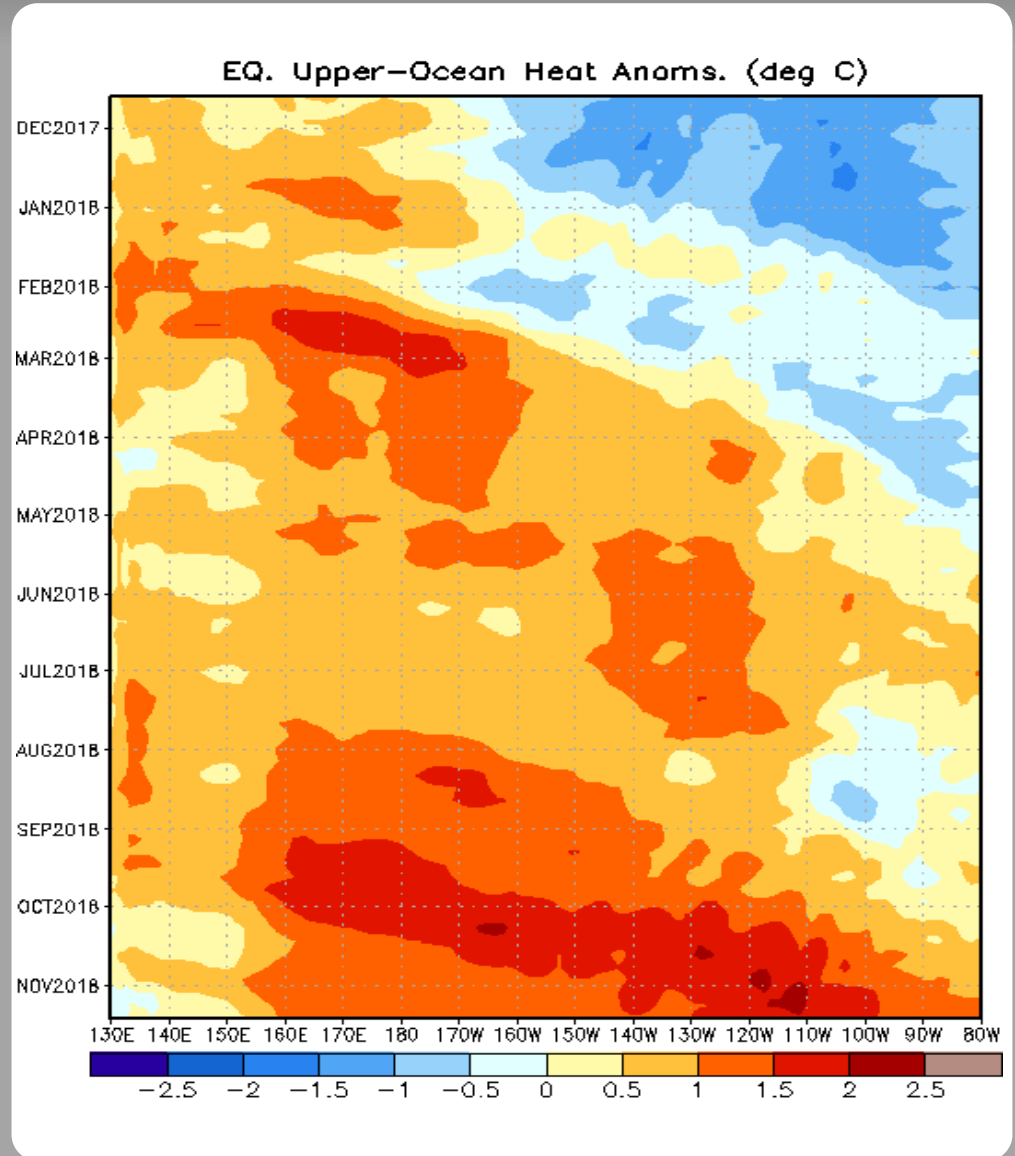 EQ. Upper-Ocean Heat Anoms. (deg C)
DEC2017
JAN2018
FEB2018
MAR2018
APR2018
MAY2018
JUN2018
JUL2018
AUG2018
SEP2018
OCT2018
NOV2018
130E 140E 150E 160E 170E 180 170W 160W 150W 140W 130W 120W 110W 100W 90W 80W
-2.5 -2 -1.5 -1 -0.5 0 0.5 1 1.5 2 2.5